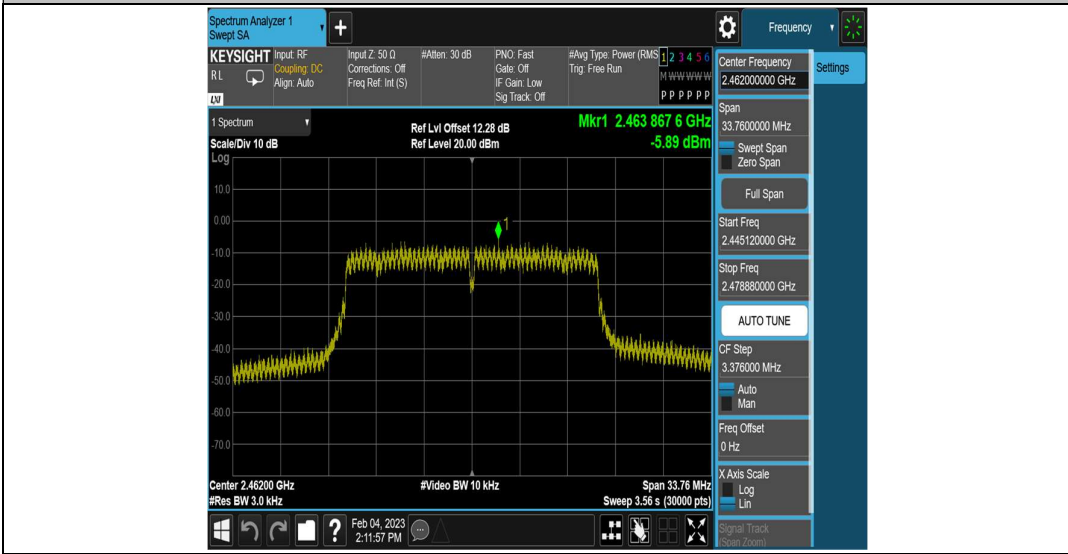 Spectrum Analyzer 1
Swept SA
+
Frequency
KEYSIGHT
RL
LXI
Input: RF
Coupling: DC
Align: Auto
Input Z: 50 Ω
Corrections: Off
Freq Ref: Int (S)
#Atten: 30 dB
PNO: Fast
Gate: Off
IF Gain: Low
Sig Track: Off
#Avg Type: Power (RMS
Trig: Free Run
1 2 3 4 5 6
M W W W W W
P P P P P P
1 Spectrum
Scale/Div 10 dB
Log
Ref Lvl Offset 12.28 dB
Ref Level 20.00 dBm
Mkr1 2.463 867 6 GHz
-5.89 dBm
10.0
0.00
-10.0
-20.0
-30.0
-40.0
-50.0
-60.0
-70.0
1
Center 2.46200 GHz
#Res BW 3.0 kHz
#Video BW 10 kHz
Span 33.76 MHz
Sweep 3.56 s (30000 pts)
?
Feb 04, 2023
2:11:57 PM
Center Frequency
2.462000000 GHz
Settings
Span
33.7600000 MHz
Swept Span
Zero Span
Full Span
Start Freq
2.445120000 GHz
Stop Freq
2.478880000 GHz
AUTO TUNE
CF Step
3.376000 MHz
Auto
Man
Freq Offset
0 Hz
X Axis Scale
Log
Lin
Signal Track
(Span Zoom)